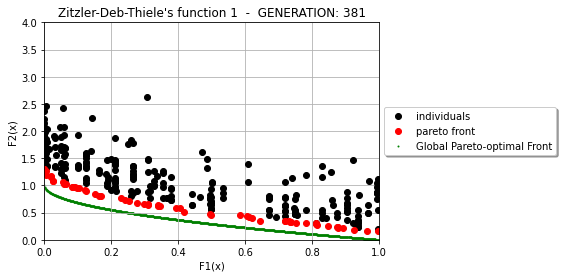 Zitzler-Deb-Thiele's function 1 - GENERATION: 381
4.0
3.5
3.0
2.5
2.0
1.5
1.0
0.5
0.0
F2(x)
0.0 0.2 0.4 0.6 0.8 1.0
F1(x)
individuals
pareto front
Global Pareto-optimal Front